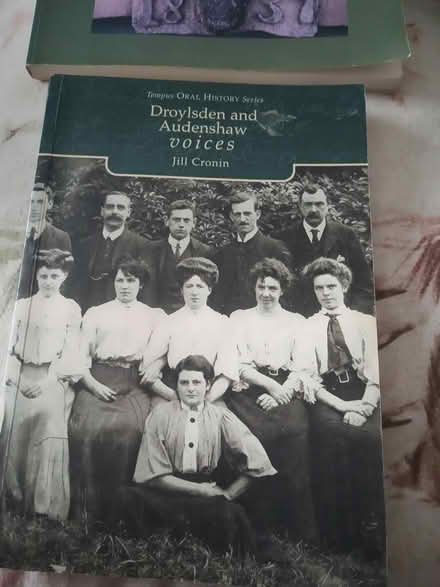 Tempus ORAL HISTORY Series
Droylsden and
Audenshaw
voices
Jill Cronin